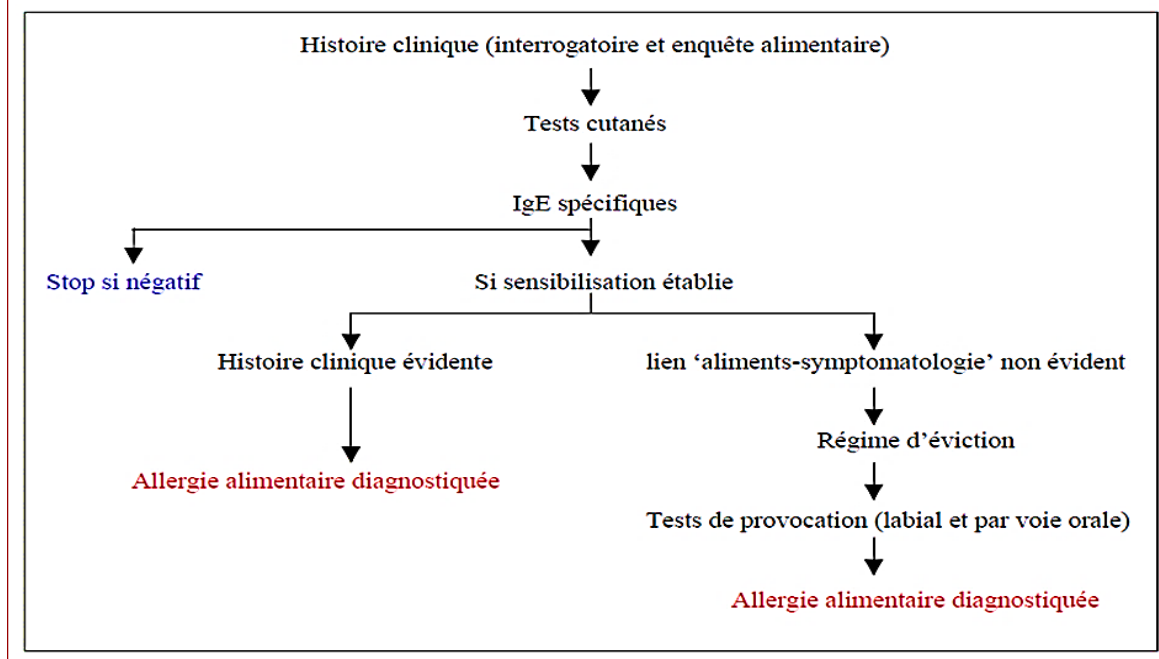 Histoire clinique (interrogatoire et enquête alimentaire)
Tests cutanés
IgE spécifiques
Stop si négatif
Si sensibilisation établie
Histoire clinique évidente
lien ‘aliments-symptomatologie’ non évident
Régime d’éviction
Allergie alimentaire diagnostiquée
Tests de provocation (labial et par voie orale)
Allergie alimentaire diagnostiquée